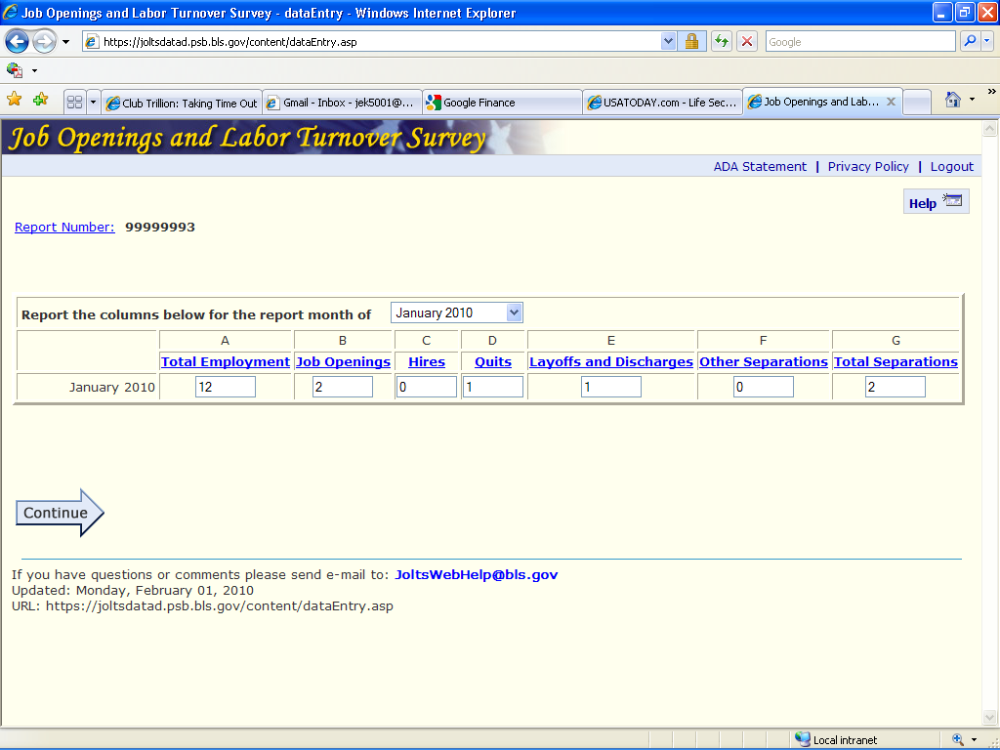 Job Openings and Labor Turnover Survey - dataEntry - Windows Internet Explorer
https://joltsdatad.psb.bls.gov/content/dataEntry.asp
Google
Club Trillion: Taking Time Out
Gmail - Inbox - jek5001@...
Google Finance
USATODAY.com - Life Sec...
Job Openings and Lab...
Job Openings and Labor Turnover Survey
ADA Statement | Privacy Policy | Logout
Help
Report Number: 99999993
Report the columns below for the report month of January 2010
A B C D E F G
Total Employment Job Openings Hires Quits Layoffs and Discharges Other Separations Total Separations
January 2010 12 2 0 1 1 0 2
Continue
If you have questions or comments please send e-mail to: JoltsWebHelp@bls.gov
Updated: Monday, February 01, 2010
URL: https://joltsdatad.psb.bls.gov/content/dataEntry.asp
Local intranet